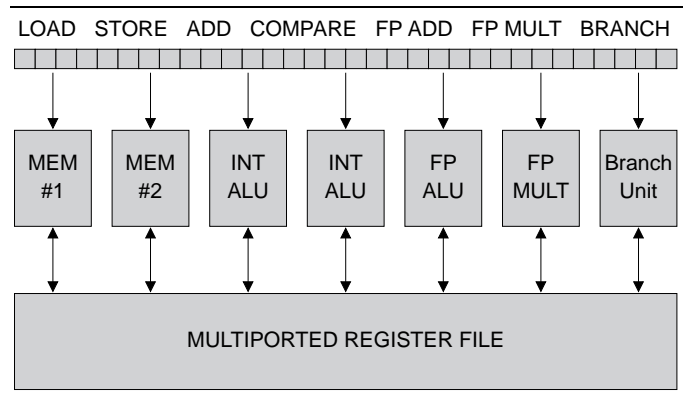 LOAD STORE ADD COMPARE FP ADD FP MULT BRANCH
MEM #1
MEM #2
INT ALU
INT ALU
FP ALU
FP MULT
Branch Unit
MULTIPORTED REGISTER FILE